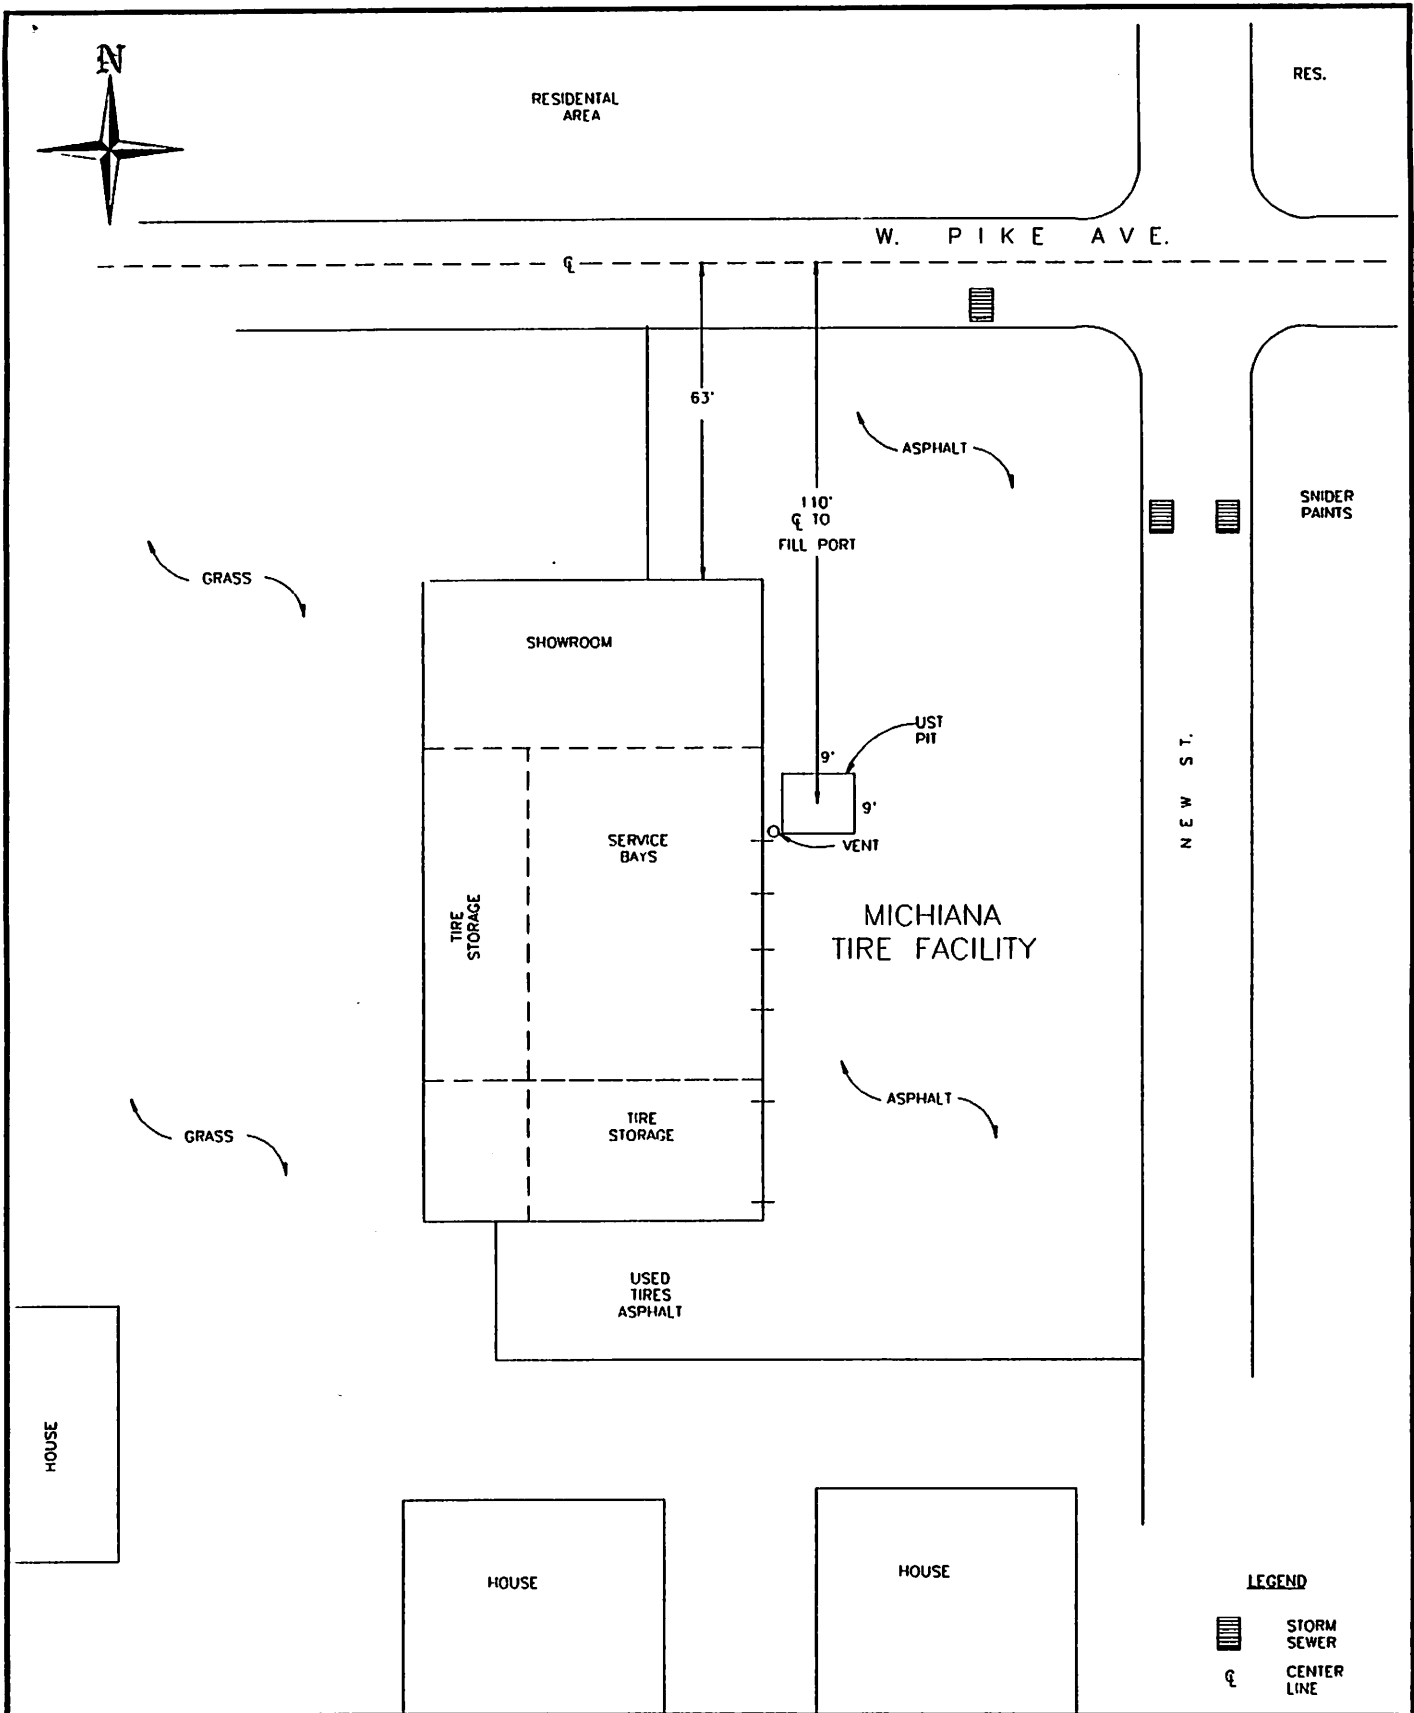 N
RES.
RESIDENTAL
AREA
W. PIKE AVE.
℄
63'
ASPHALT
110'
℄ TO
FILL PORT
SNIDER
PAINTS
GRASS
SHOWROOM
UST
PIT
9'
9'
NEW ST.
SERVICE
BAYS
VENT
TIRE
STORAGE
MICHIANA
TIRE FACILITY
ASPHALT
TIRE
STORAGE
GRASS
USED
TIRES
ASPHALT
HOUSE
HOUSE
HOUSE
LEGEND
STORM
SEWER
℄ CENTER
LINE